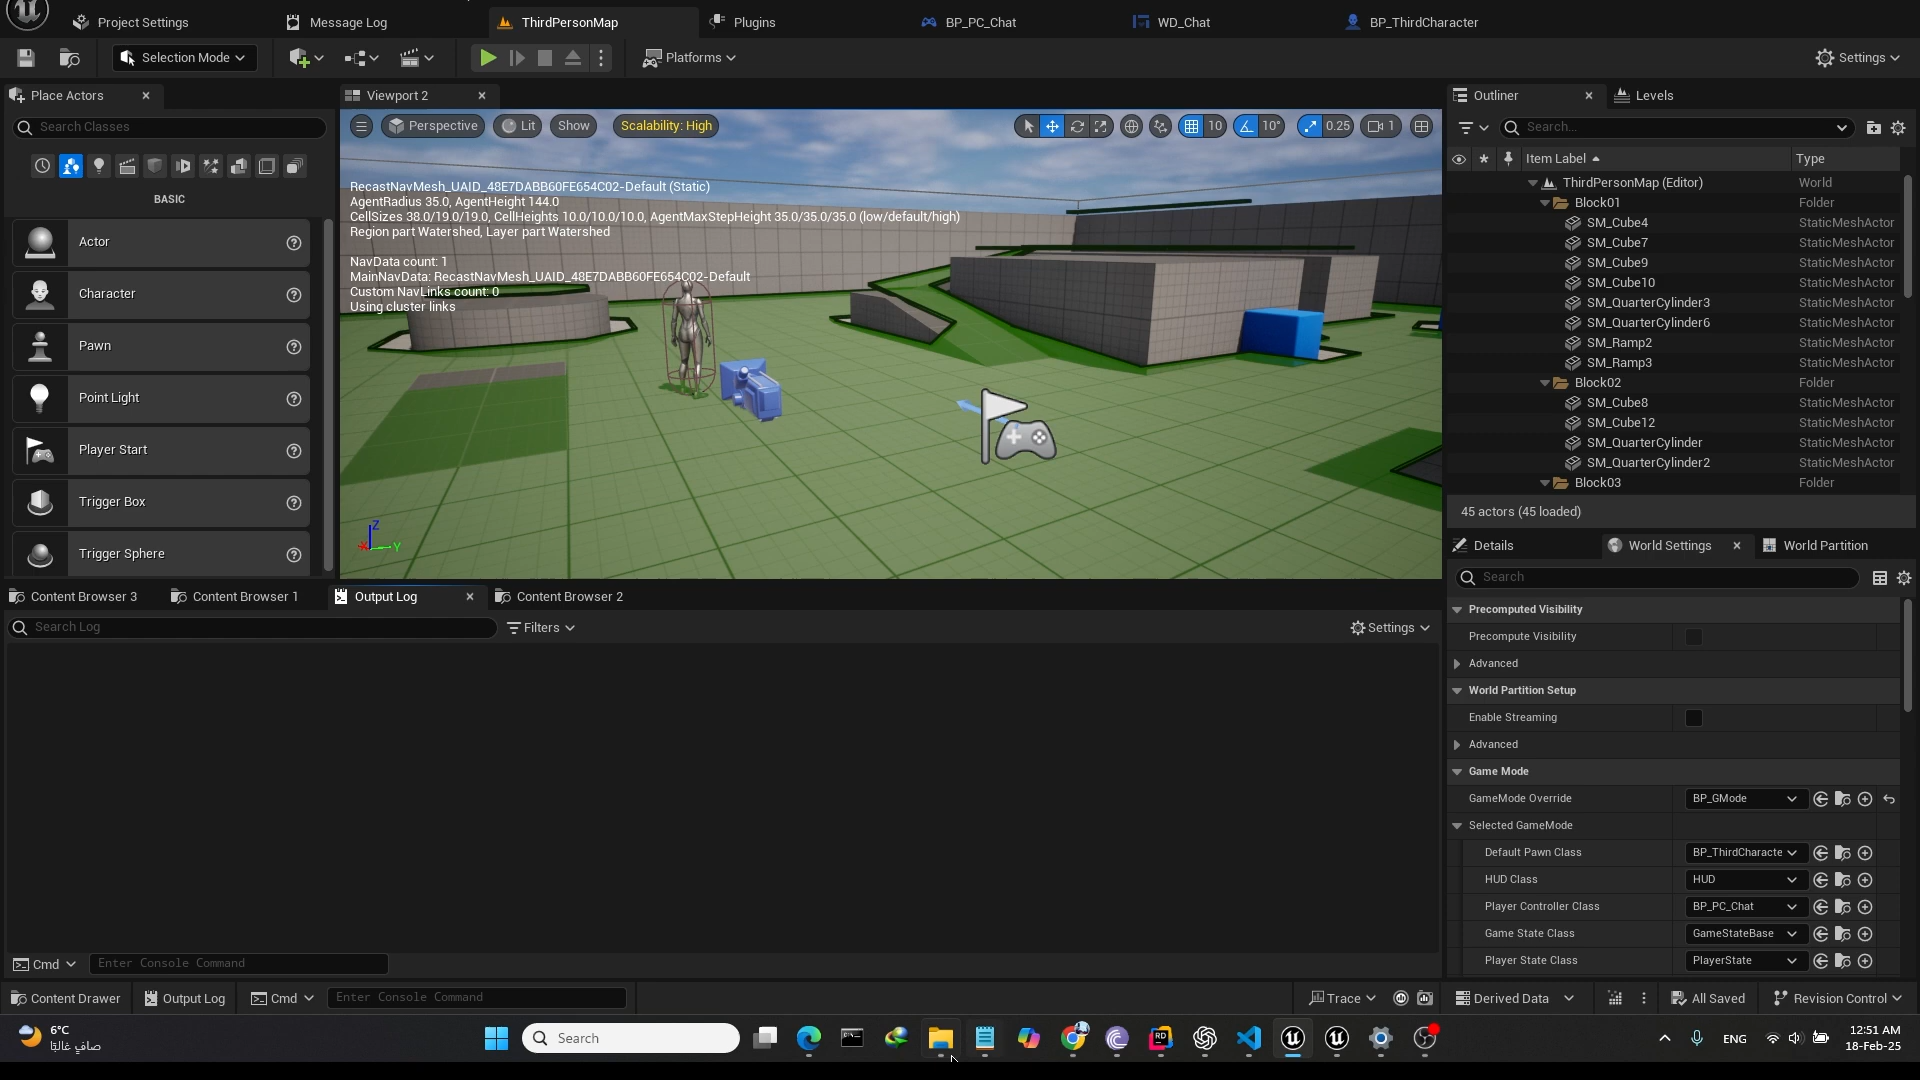 Project Settings
Message Log
ThirdPersonMap
Plugins
BP_PC_Chat
WD_Chat
BP_ThirdCharacter
Selection Mode
Platforms
Settings
Place Actors
Viewport 2
Outliner
Levels
Search Classes
Perspective
Lit
Show
Scalability: High
10
10°
0.25
1
Search...
Item Label
Type
BASIC
Actor
Character
Pawn
Point Light
Player Start
Trigger Box
Trigger Sphere
RecastNavMesh_UAID_48E7DABB60FE654C02-Default (Static)
AgentRadius 35.0, AgentHeight 144.0
CellSizes 38.0/19.0/19.0, CellHeights 10.0/10.0/10.0, AgentMaxStepHeight 35.0/35.0/35.0 (low/default/high)
Region part Watershed, Layer part Watershed
NavData count: 1
MainNavData: RecastNavMesh_UAID_48E7DABB60FE654C02-Default
Custom NavLinks count: 0
Using cluster links
Z
X
Y
ThirdPersonMap (Editor) World
Block01 Folder
SM_Cube4 StaticMeshActor
SM_Cube7 StaticMeshActor
SM_Cube9 StaticMeshActor
SM_Cube10 StaticMeshActor
SM_QuarterCylinder3 StaticMeshActor
SM_QuarterCylinder6 StaticMeshActor
SM_Ramp2 StaticMeshActor
SM_Ramp3 StaticMeshActor
Block02 Folder
SM_Cube8 StaticMeshActor
SM_Cube12 StaticMeshActor
SM_QuarterCylinder StaticMeshActor
SM_QuarterCylinder2 StaticMeshActor
Block03 Folder
45 actors (45 loaded)
Details
World Settings
World Partition
Search
Precomputed Visibility
Precompute Visibility
Advanced
World Partition Setup
Enable Streaming
Advanced
Game Mode
GameMode Override BP_GMode
Selected GameMode
Default Pawn Class BP_ThirdCharacte
HUD Class HUD
Player Controller Class BP_PC_Chat
Game State Class GameStateBase
Player State Class PlayerState
Content Browser 3
Content Browser 1
Output Log
Content Browser 2
Search Log
Filters
Settings
Cmd
Enter Console Command
Content Drawer
Output Log
Cmd
Enter Console Command
Trace
Derived Data
All Saved
Revision Control
6°C
صافٍ غالبًا
Search
RD
ENG
12:51 AM
18-Feb-25